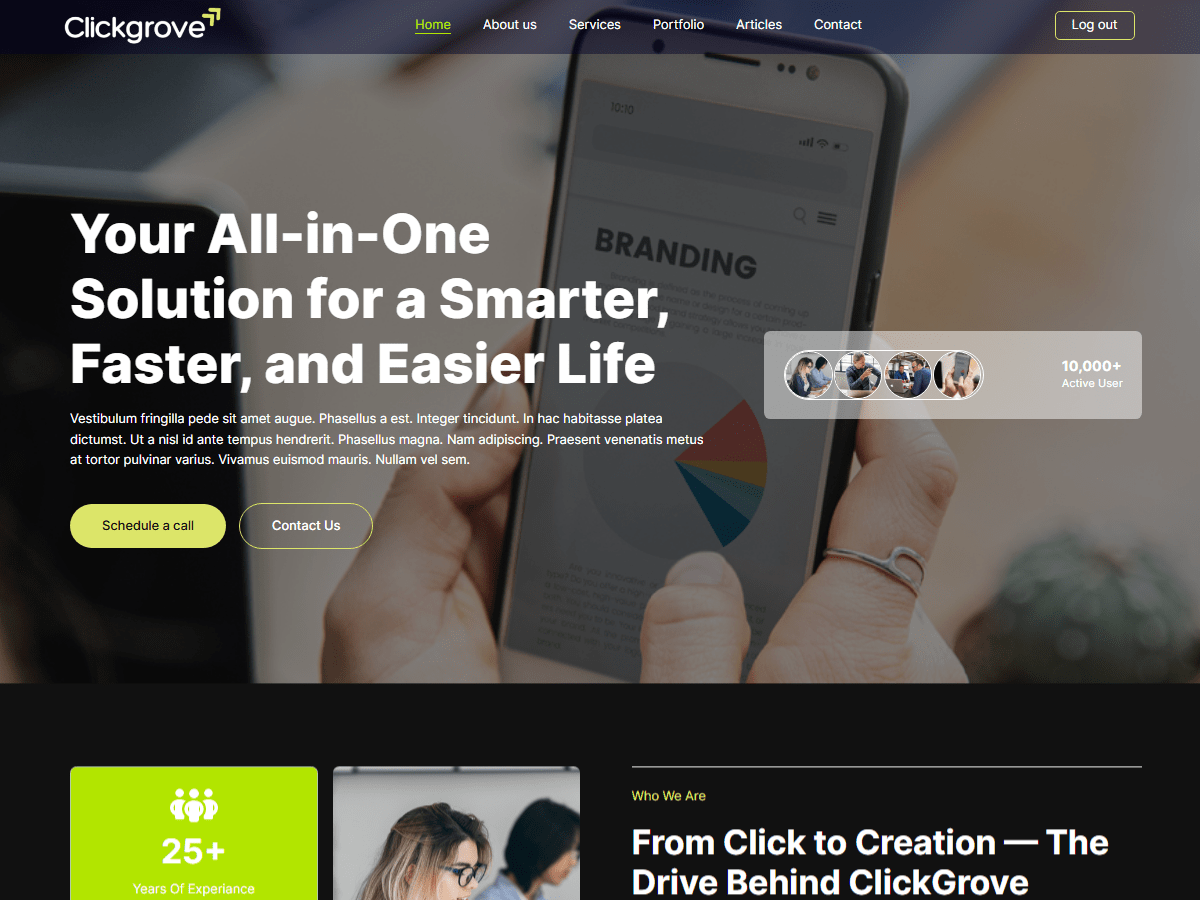 Clickgrove
Home
About us
Services
Portfolio
Articles
Contact
Log out
10:10
BRANDING
Your All-in-One
Solution for a Smarter,
Faster, and Easier Life
Vestibulum fringilla pede sit amet augue. Phasellus a est. Integer tincidunt. In hac habitasse platea
dictumst. Ut a nisl id ante tempus hendrerit. Phasellus magna. Nam adipiscing. Praesent venenatis metus
at tortor pulvinar varius. Vivamus euismod mauris. Nullam vel sem.
Schedule a call
Contact Us
10,000+
Active User
25+
Years Of Experiance
Who We Are
From Click to Creation — The
Drive Behind ClickGrove